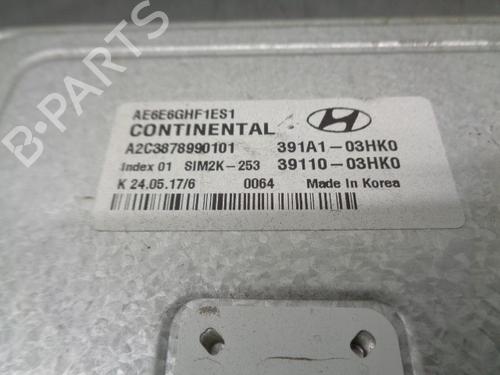 AE6E6GHF1ES1
CONTINENTAL
A2C3878990101 391A1-03HK0
Index 01 SIM2K-253 39110-03HK0
K 24.05.17/6 0064 Made In Korea
B-PARTS